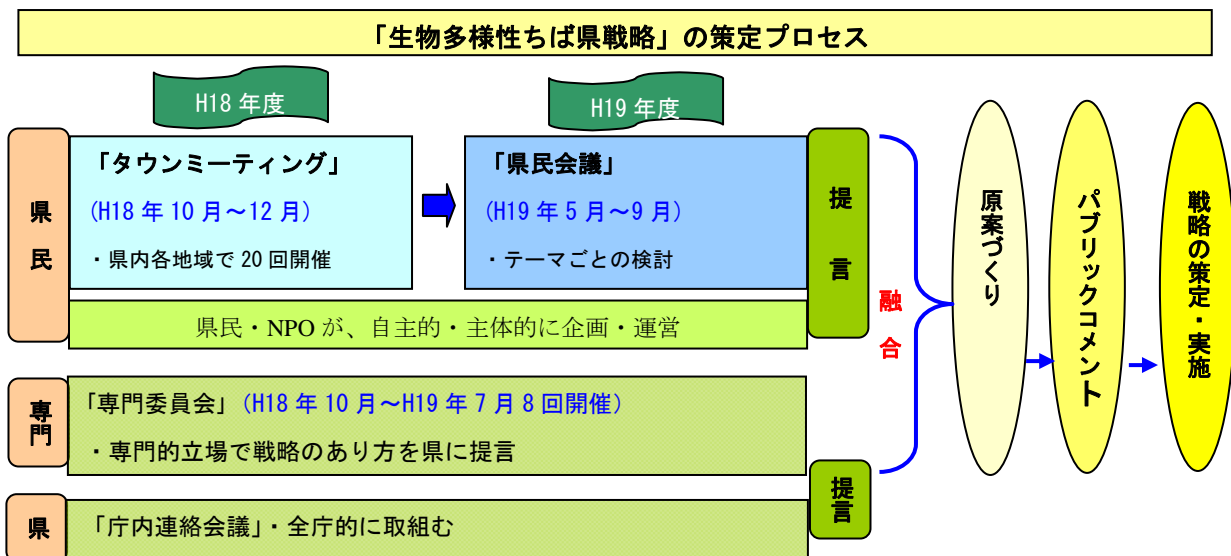 「生物多様性ちば県戦略」の策定プロセス
H18 年度
H19 年度
県民
「タウンミーティング」
(H18 年 10 月～12 月)
・県内各地域で 20 回開催
「県民会議」
(H19 年 5 月～9 月)
・テーマごとの検討
提言
県民・NPO が、自主的・主体的に企画・運営
専門
「専門委員会」(H18 年 10 月～H19 年 7 月 8 回開催)
・専門的立場で戦略のあり方を県に提言
提言
県
「庁内連絡会議」・全庁的に取組む
融合
原案づくり
パブリックコメント
戦略の策定・実施